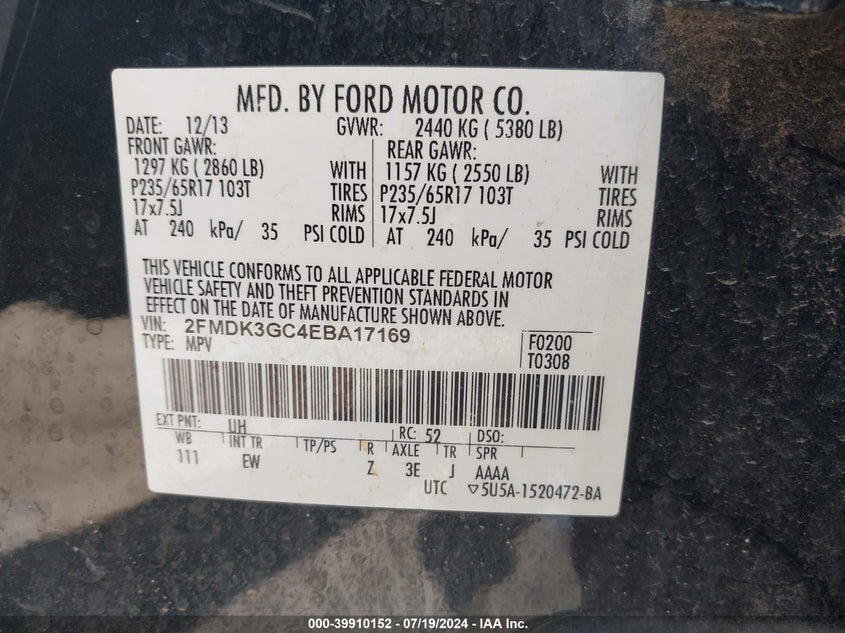 MFD. BY FORD MOTOR CO.
DATE: 12/13 GVWR: 2440 KG ( 5380 LB)
FRONT GAWR: REAR GAWR:
1297 KG ( 2860 LB) WITH 1157 KG ( 2550 LB) WITH
P235/65R17 103T TIRES P235/65R17 103T TIRES
17x7.5J RIMS 17x7.5J RIMS
AT 240 kPa/ 35 PSI COLD AT 240 kPa/ 35 PSI COLD
THIS VEHICLE CONFORMS TO ALL APPLICABLE FEDERAL MOTOR
VEHICLE SAFETY AND THEFT PREVENTION STANDARDS IN
EFFECT ON THE DATE OF MANUFACTURE SHOWN ABOVE.
VIN: 2FMDK3GC4EBA17169
TYPE: MPV
F0200
T0308
EXT PNT: UH RC: 52 DSO:
WB INT TR TP/PS R AXLE TR SPR
111 EW Z 3E J AAAA
UTC ▽5U5A-1520472-BA
000-39910152 - 07/19/2024 - IAA Inc.